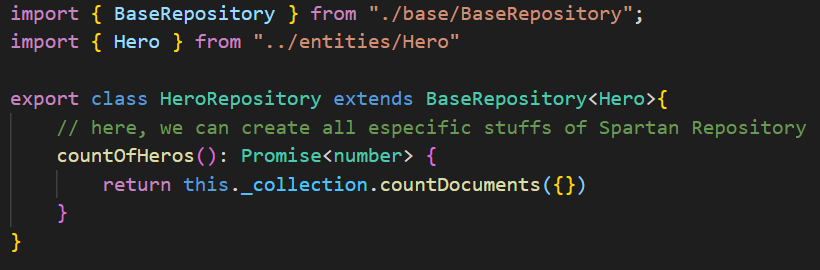 import { BaseRepository } from "./base/BaseRepository";
import { Hero } from "../entities/Hero"
export class HeroRepository extends BaseRepository<Hero>{
// here, we can create all especific stuffs of Spartan Repository
countOfHeros(): Promise<number> {
return this._collection.countDocuments({})
}
}